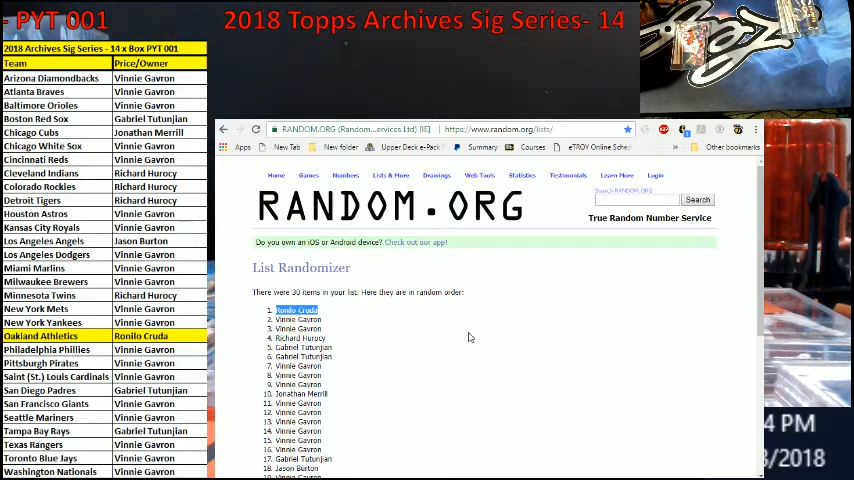 - PYT 001
2018 Topps Archives Sig Series- 14
2018 Archives Sig Series - 14 x Box PYT 001
Team Price/Owner
Arizona Diamondbacks Vinnie Gavron
Atlanta Braves Vinnie Gavron
Baltimore Orioles Vinnie Gavron
Boston Red Sox Gabriel Tutunjian
Chicago Cubs Jonathan Merrill
Chicago White Sox Vinnie Gavron
Cincinnati Reds Vinnie Gavron
Cleveland Indians Richard Hurocy
Colorado Rockies Richard Hurocy
Detroit Tigers Richard Hurocy
Houston Astros Vinnie Gavron
Kansas City Royals Vinnie Gavron
Los Angeles Angels Jason Burton
Los Angeles Dodgers Vinnie Gavron
Miami Marlins Vinnie Gavron
Milwaukee Brewers Vinnie Gavron
Minnesota Twins Richard Hurocy
New York Mets Vinnie Gavron
New York Yankees Vinnie Gavron
Oakland Athletics Ronilo Cruda
Philadelphia Phillies Vinnie Gavron
Pittsburgh Pirates Vinnie Gavron
Saint (St.) Louis Cardinals Vinnie Gavron
San Diego Padres Gabriel Tutunjian
San Francisco Giants Vinnie Gavron
Seattle Mariners Vinnie Gavron
Tampa Bay Rays Gabriel Tutunjian
Texas Rangers Vinnie Gavron
Toronto Blue Jays Vinnie Gavron
Washington Nationals Vinnie Gavron
RANDOM.ORG (Random...ervices Ltd) [IE] https://www.random.org/lists/
Apps New Tab New folder Upper Deck e-Pack Summary Courses eTROY Online Sche » Other bookmarks
Home Games Numbers Lists & More Drawings Web Tools Statistics Testimonials Learn More Login
Search RANDOM.ORG
Search
RANDOM.ORG
True Random Number Service
Do you own an iOS or Android device? Check out our app!
List Randomizer
There were 30 items in your list. Here they are in random order:
1. Ronilo Cruda
2. Vinnie Gavron
3. Vinnie Gavron
4. Richard Hurocy
5. Gabriel Tutunjian
6. Gabriel Tutunjian
7. Vinnie Gavron
8. Vinnie Gavron
9. Vinnie Gavron
10. Jonathan Merrill
11. Vinnie Gavron
12. Vinnie Gavron
13. Vinnie Gavron
14. Vinnie Gavron
15. Vinnie Gavron
16. Vinnie Gavron
17. Gabriel Tutunjian
18. Jason Burton
19. Vinnie Gavron
4 PM
3/2018